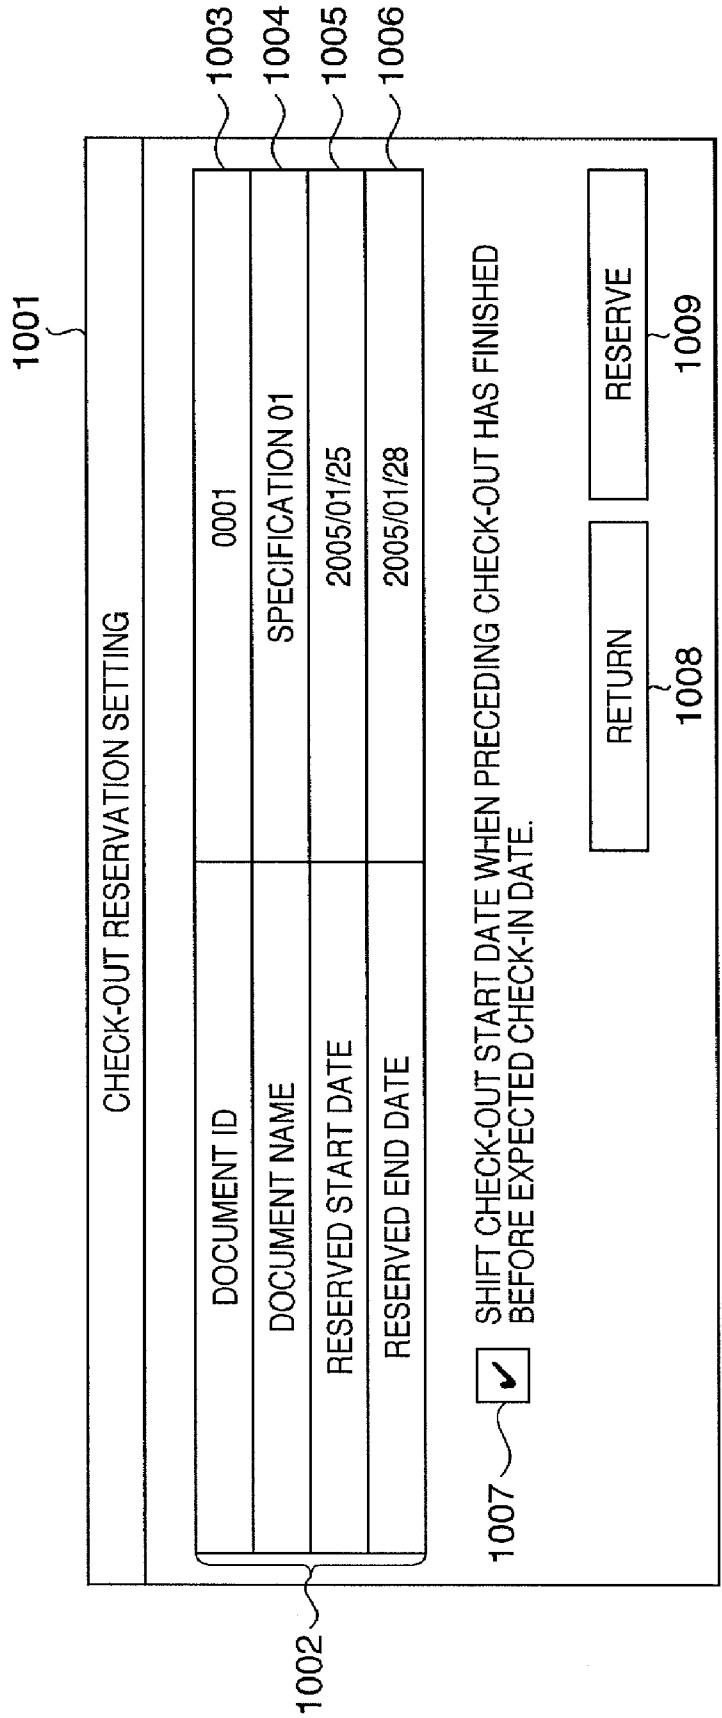 1001
CHECK-OUT RESERVATION SETTING
1002
DOCUMENT ID 0001 1003
DOCUMENT NAME SPECIFICATION 01 1004
RESERVED START DATE 2005/01/25 1005
RESERVED END DATE 2005/01/28 1006
1007 SHIFT CHECK-OUT START DATE WHEN PRECEDING CHECK-OUT HAS FINISHED
BEFORE EXPECTED CHECK-IN DATE.
RETURN RESERVE
1008 1009